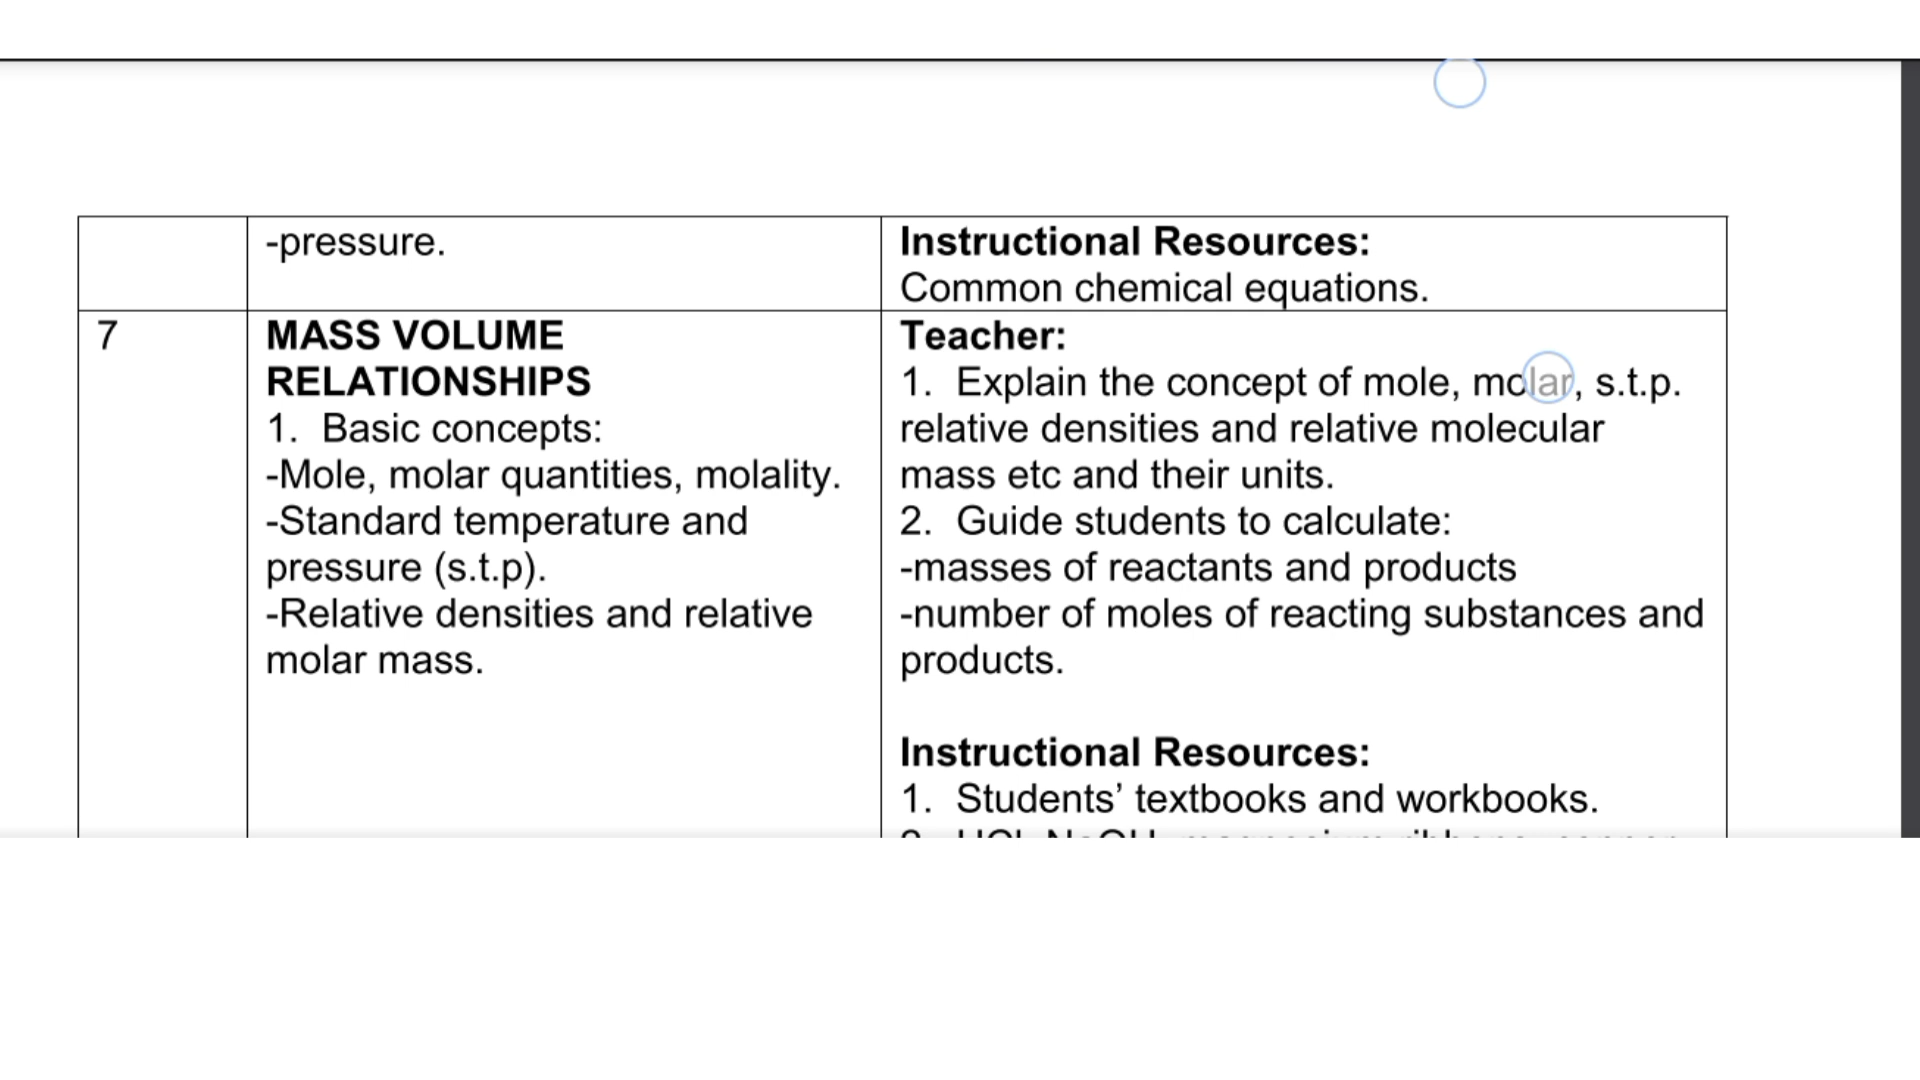 -pressure.
Instructional Resources:
Common chemical equations.
7
MASS VOLUME
RELATIONSHIPS
1. Basic concepts:
-Mole, molar quantities, molality.
-Standard temperature and
pressure (s.t.p).
-Relative densities and relative
molar mass.
Teacher:
1. Explain the concept of mole, molar, s.t.p.
relative densities and relative molecular
mass etc and their units.
2. Guide students to calculate:
-masses of reactants and products
-number of moles of reacting substances and
products.
Instructional Resources:
1. Students’ textbooks and workbooks.